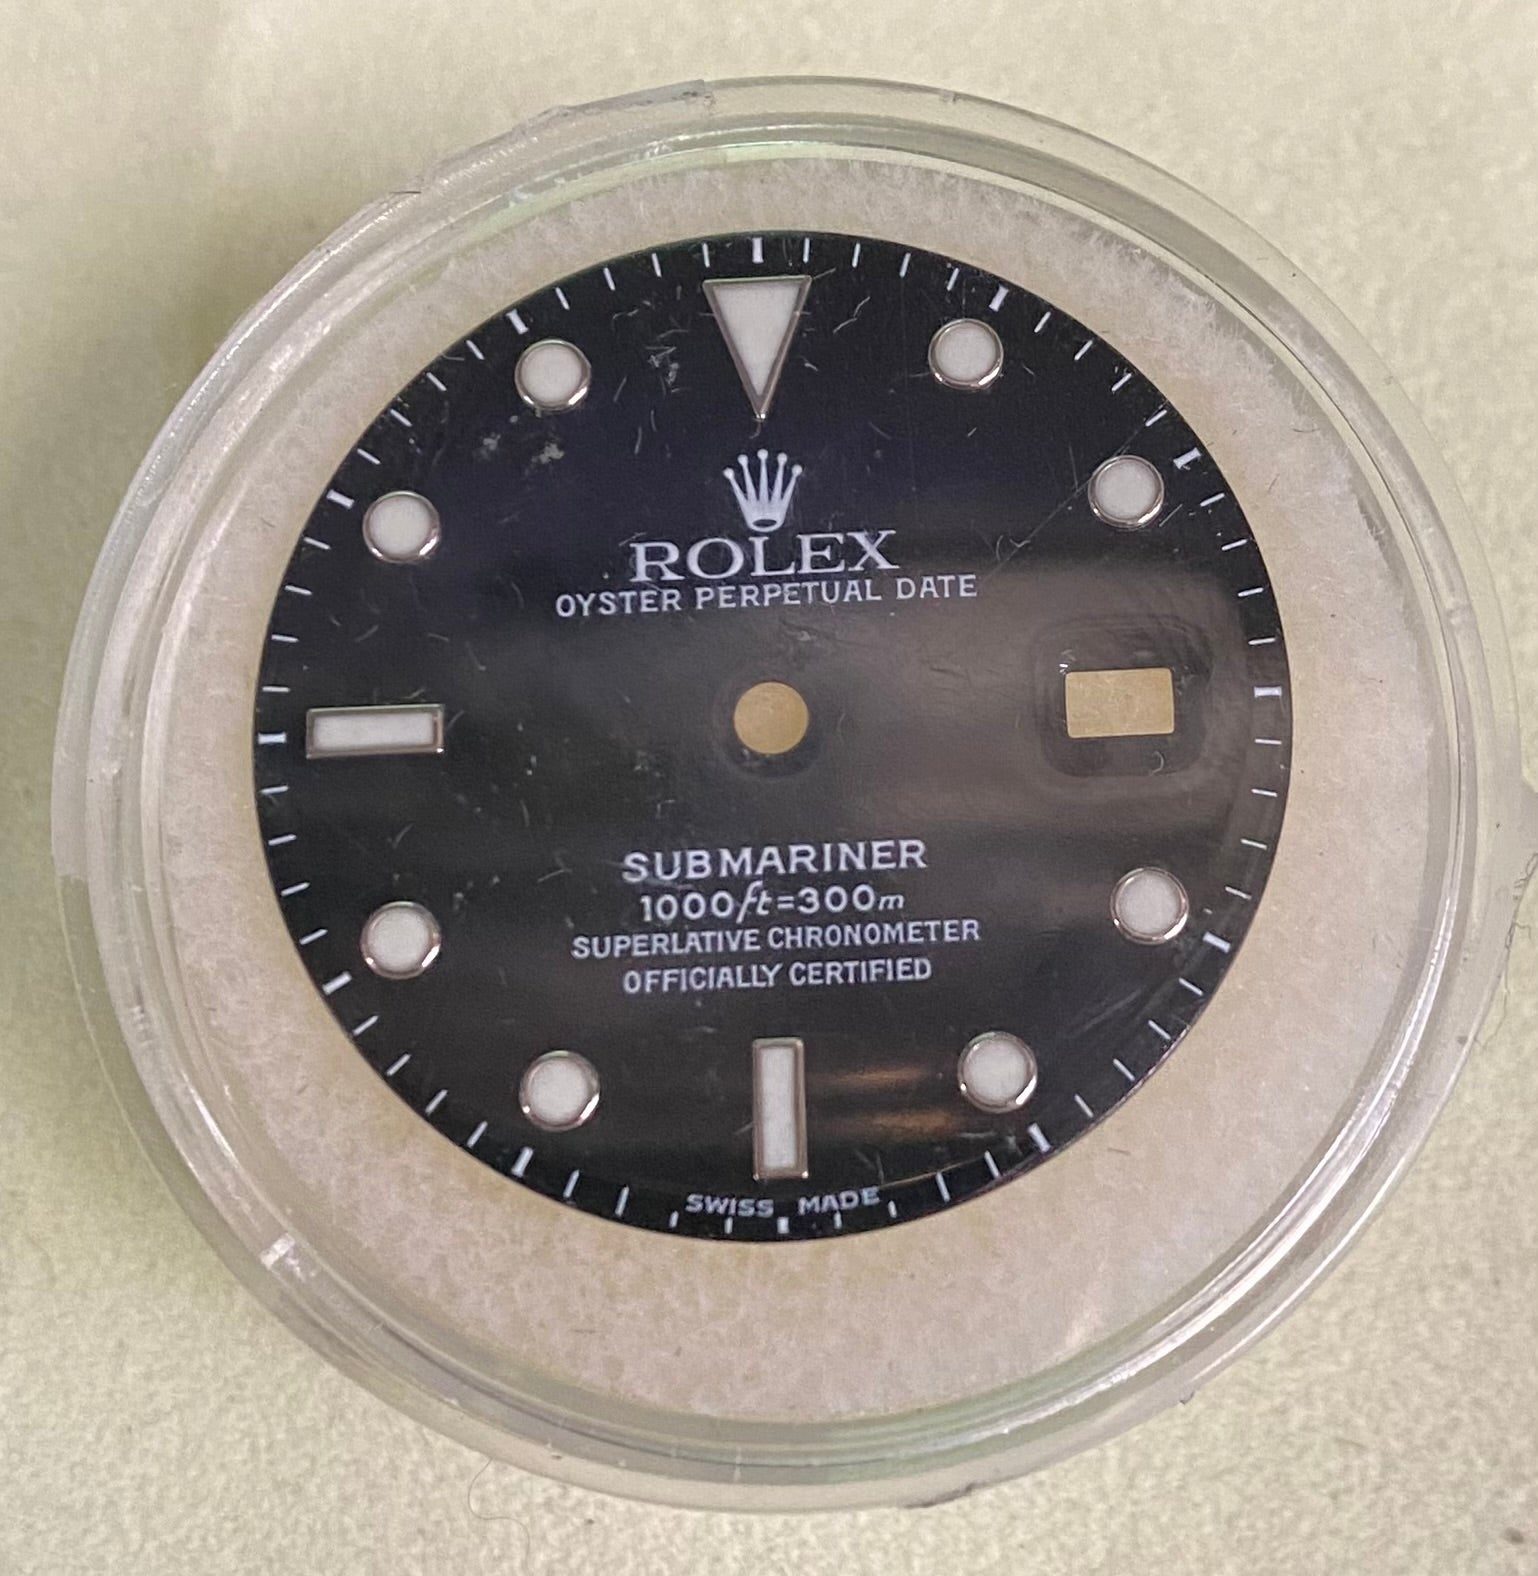 ROLEX
OYSTER PERPETUAL DATE
SUBMARINER
1000ft=300m
SUPERLATIVE CHRONOMETER
OFFICIALLY CERTIFIED
SWISS MADE